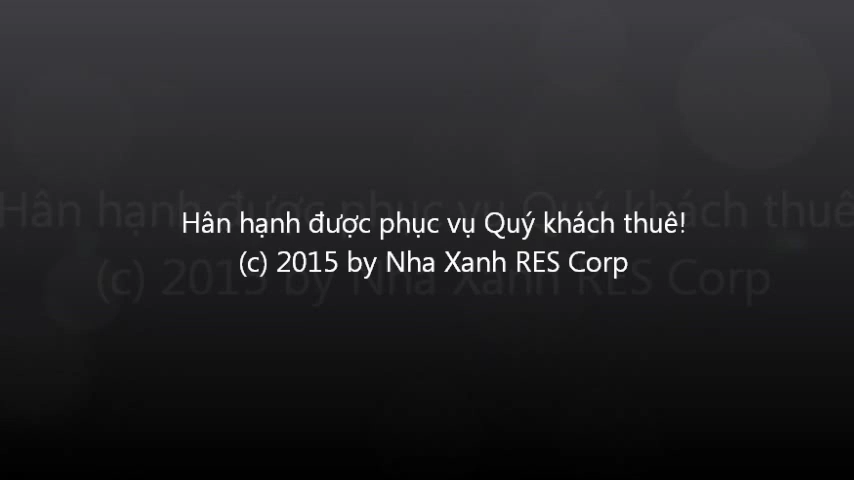 Hân hạnh được phục vụ Quý khách thuê!
(c) 2015 by Nha Xanh RES Corp